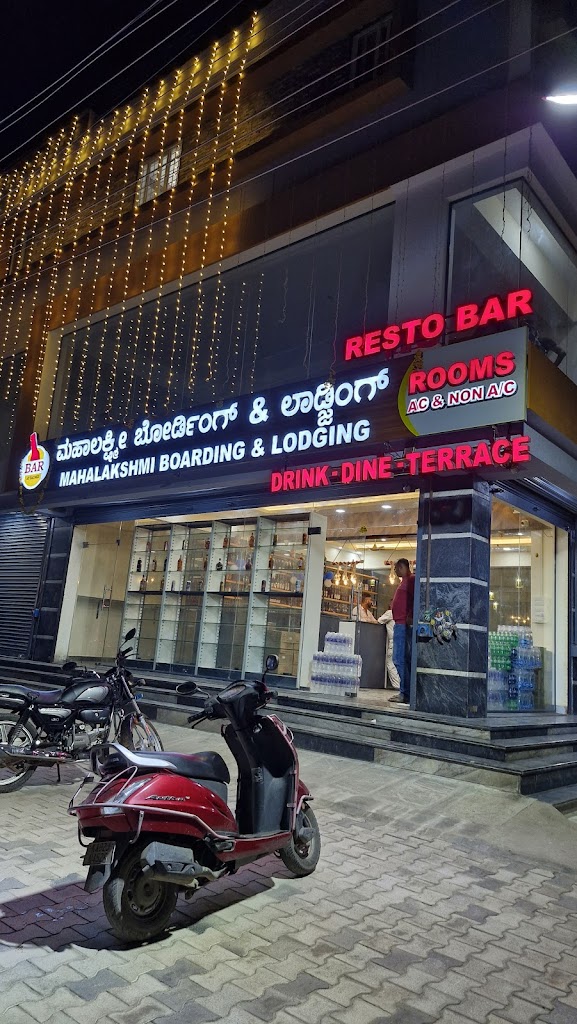 RESTO BAR
ROOMS
AC & NON A/C
ಮಹಾಲಕ್ಷ್ಮೀ ಬೋರ್ಡಿಂಗ್ & ಲಾಡ್ಜಿಂಗ್
MAHALAKSHMI BOARDING & LODGING
BAR
DRINK - DINE - TERRACE